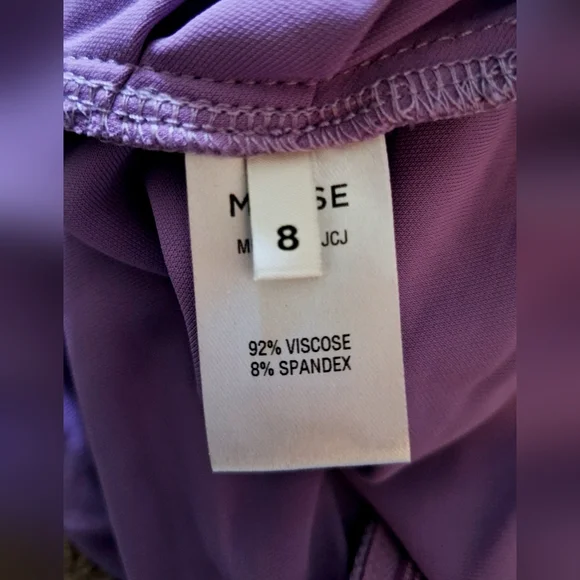 8
JCJ
92% VISCOSE
8% SPANDEX